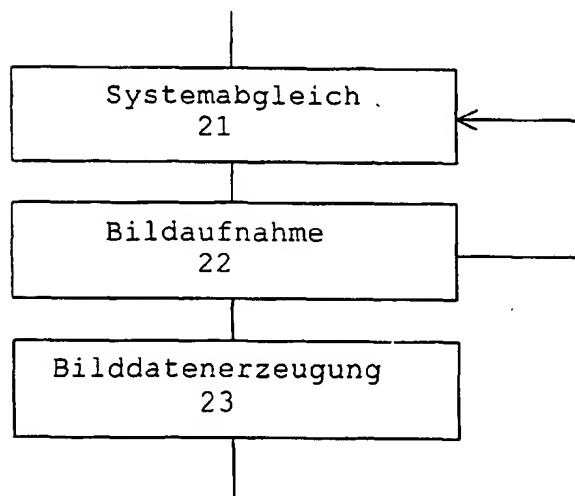 Systemabgleich
21
Bildaufnahme
22
Bilddatenerzeugung
23